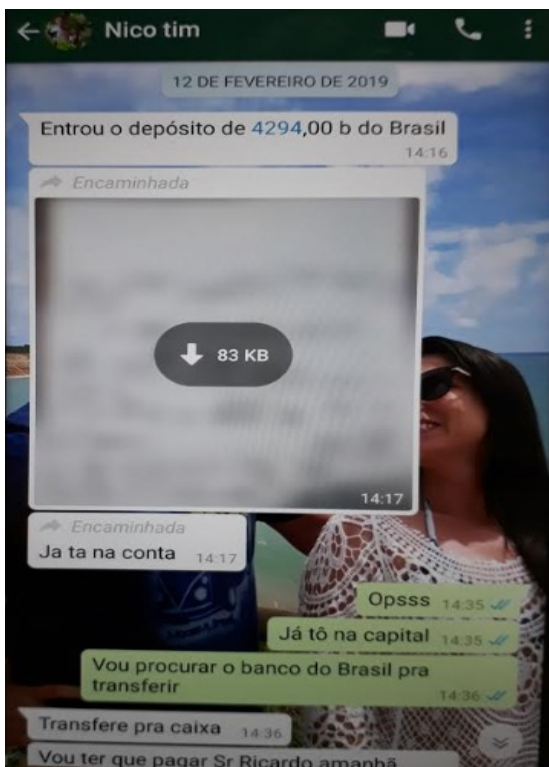 Nico tim
12 DE FEVEREIRO DE 2019
Entrou o depósito de 4294,00 b do Brasil
14:16
Encaminhada
83 KB
14:17
Encaminhada
Ja ta na conta 14:17
Opsss 14:35
Já tô na capital 14:35
Vou procurar o banco do Brasil pra
transferir
14:36
Transfere pra caixa 14:36
Vou ter que pagar Sr Ricardo amanhã